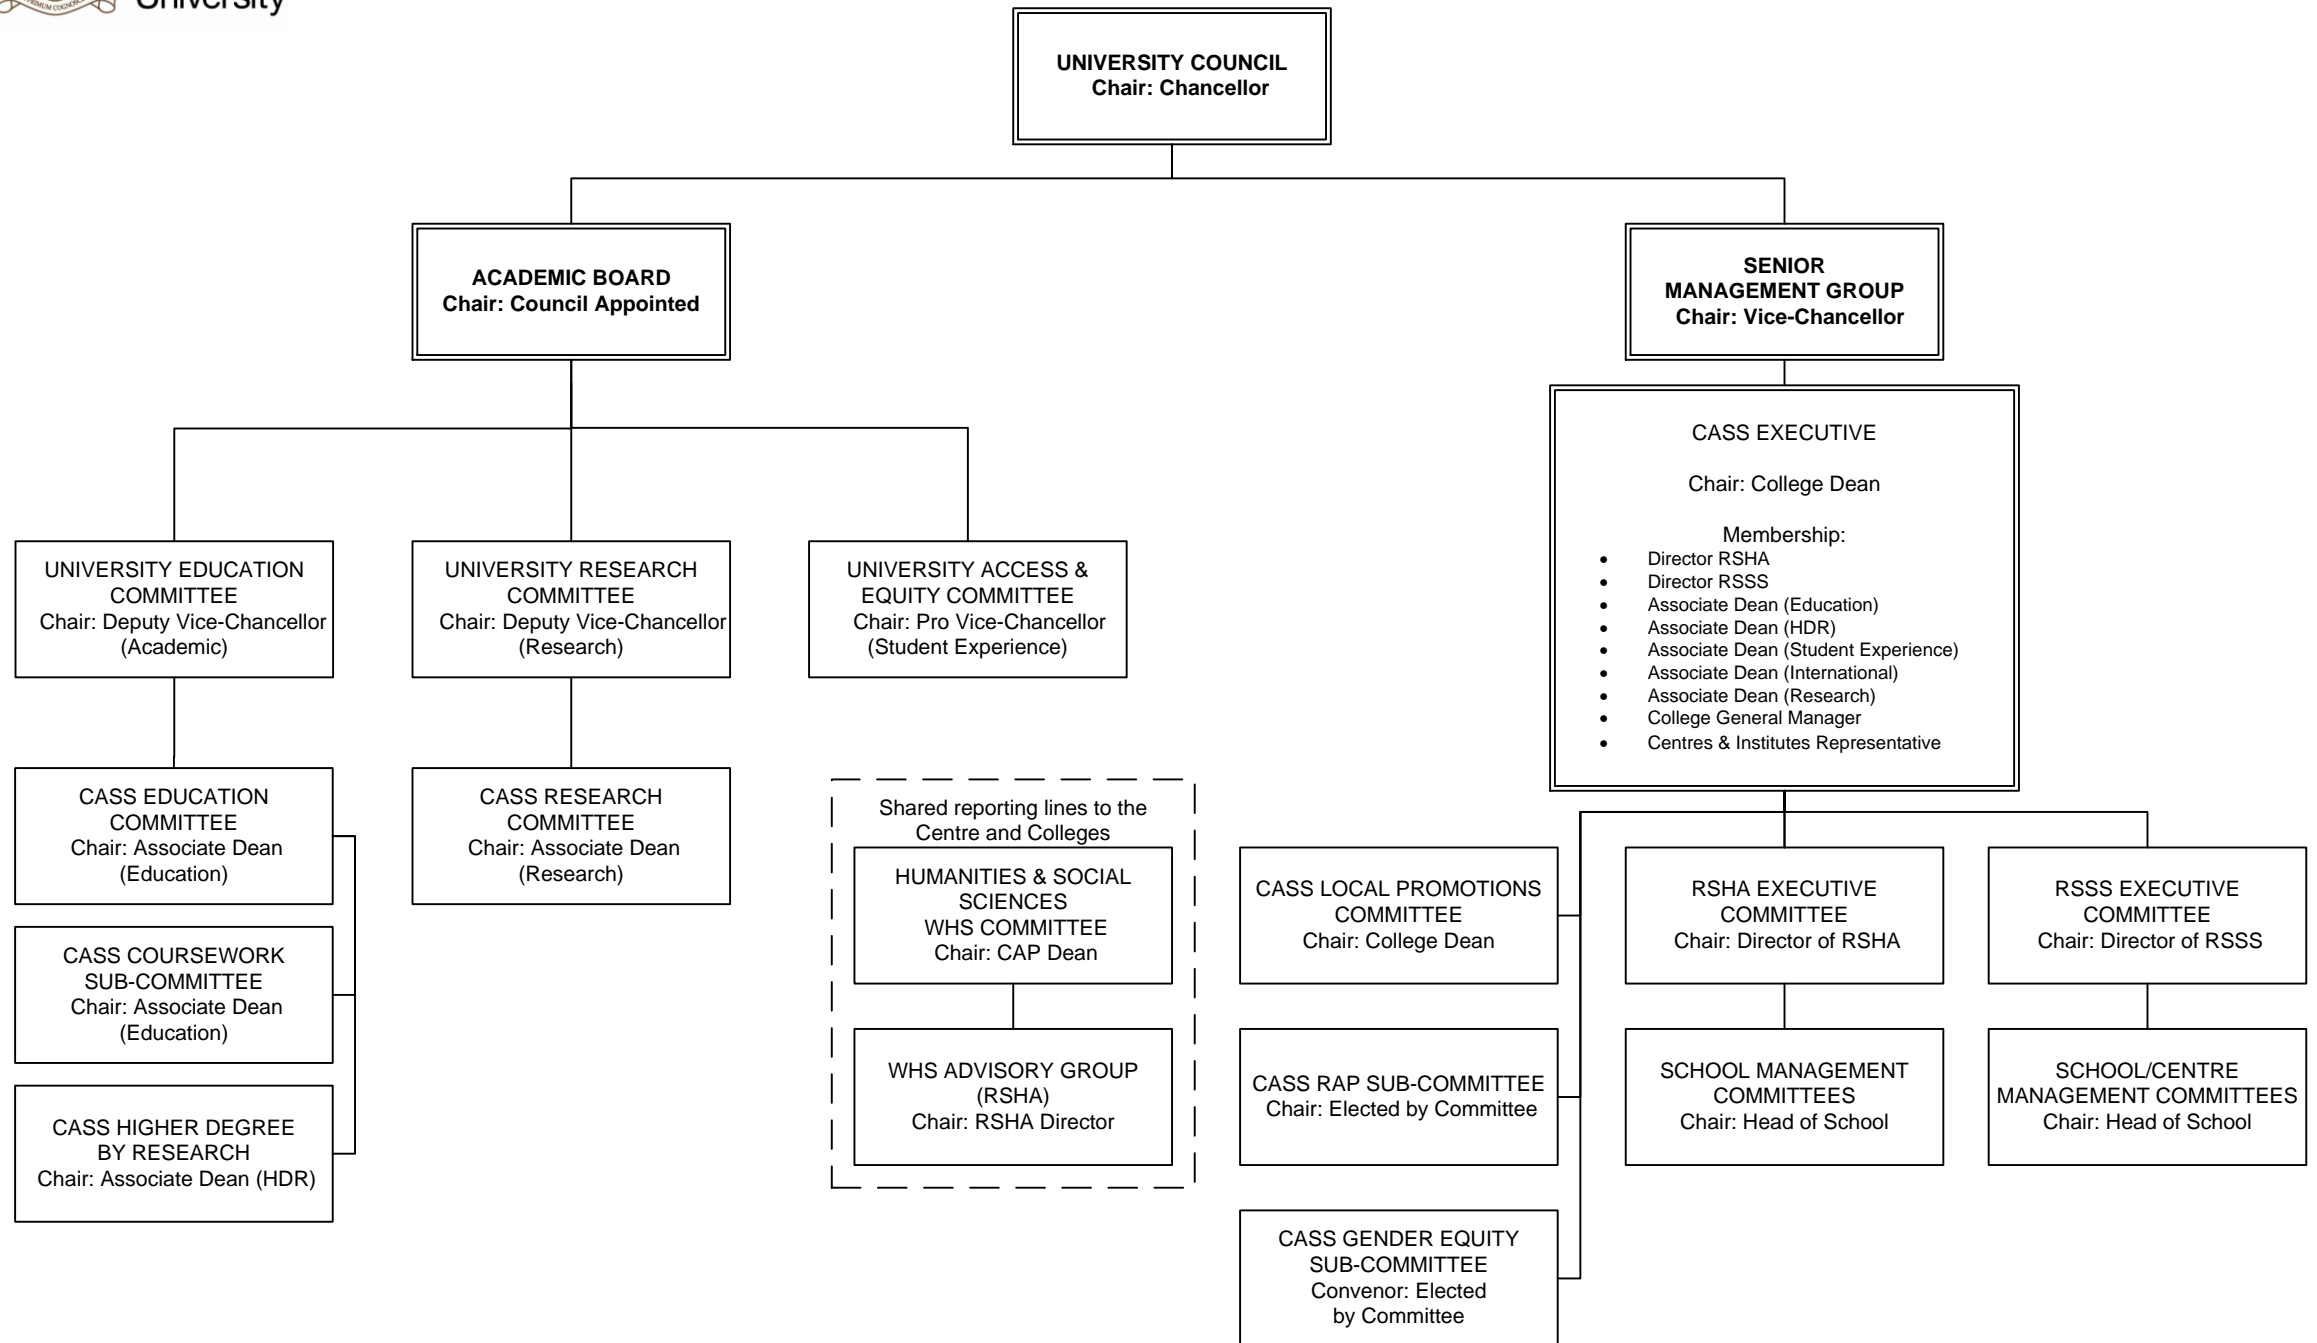 University
UNIVERSITY COUNCIL
Chair: Chancellor
ACADEMIC BOARD
Chair: Council Appointed
SENIOR
MANAGEMENT GROUP
Chair: Vice-Chancellor
CASS EXECUTIVE
Chair: College Dean
Membership:
• Director RSHA
• Director RSSS
• Associate Dean (Education)
• Associate Dean (HDR)
• Associate Dean (Student Experience)
• Associate Dean (International)
• Associate Dean (Research)
• College General Manager
• Centres & Institutes Representative
UNIVERSITY EDUCATION
COMMITTEE
Chair: Deputy Vice-Chancellor
(Academic)
UNIVERSITY RESEARCH
COMMITTEE
Chair: Deputy Vice-Chancellor
(Research)
UNIVERSITY ACCESS &
EQUITY COMMITTEE
Chair: Pro Vice-Chancellor
(Student Experience)
CASS EDUCATION
COMMITTEE
Chair: Associate Dean
(Education)
CASS RESEARCH
COMMITTEE
Chair: Associate Dean
(Research)
CASS COURSEWORK
SUB-COMMITTEE
Chair: Associate Dean
(Education)
CASS HIGHER DEGREE
BY RESEARCH
Chair: Associate Dean (HDR)
Shared reporting lines to the
Centre and Colleges
HUMANITIES & SOCIAL
SCIENCES
WHS COMMITTEE
Chair: CAP Dean
WHS ADVISORY GROUP
(RSHA)
Chair: RSHA Director
CASS LOCAL PROMOTIONS
COMMITTEE
Chair: College Dean
RSHA EXECUTIVE
COMMITTEE
Chair: Director of RSHA
RSSS EXECUTIVE
COMMITTEE
Chair: Director of RSSS
CASS RAP SUB-COMMITTEE
Chair: Elected by Committee
SCHOOL MANAGEMENT
COMMITTEES
Chair: Head of School
SCHOOL/CENTRE
MANAGEMENT COMMITTEES
Chair: Head of School
CASS GENDER EQUITY
SUB-COMMITTEE
Convenor: Elected
by Committee